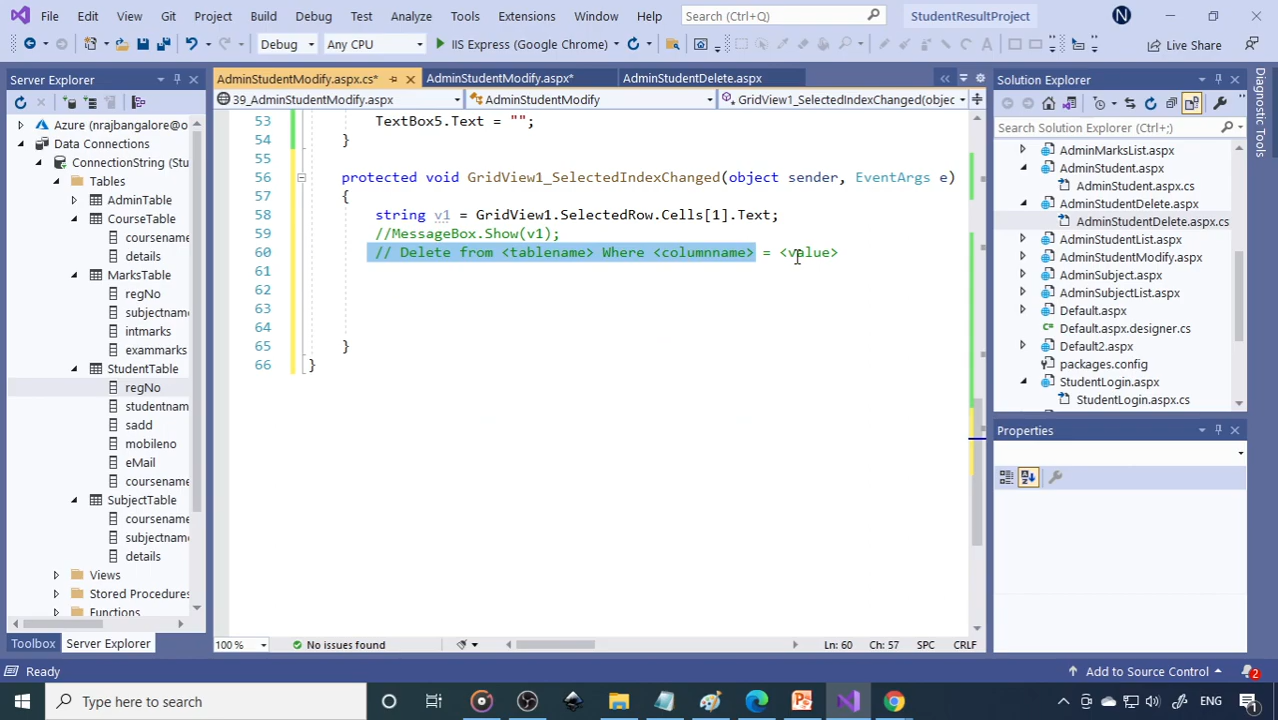 File Edit View Git Project Build Debug Test Analyze Tools Extensions Window Help Search (Ctrl+Q) StudentResultProject N
Debug Any CPU IIS Express (Google Chrome) Live Share
Server Explorer
Azure (nrajbangalore@o
Data Connections
ConnectionString (Stu
Tables
AdminTable
CourseTable
coursename
details
MarksTable
regNo
subjectname
intmarks
exammarks
StudentTable
regNo
studentnam
sadd
mobileno
eMail
coursename
SubjectTable
coursename
subjectname
details
Views
Stored Procedures
Functions
Toolbox Server Explorer
AdminStudentModify.aspx.cs* AdminStudentModify.aspx* AdminStudentDelete.aspx
39_AdminStudentModify.aspx AdminStudentModify GridView1_SelectedIndexChanged(objec
53 TextBox5.Text = "";
54 }
55
56 protected void GridView1_SelectedIndexChanged(object sender, EventArgs e)
57 {
58 string v1 = GridView1.SelectedRow.Cells[1].Text;
59 //MessageBox.Show(v1);
60 // Delete from <tablename> Where <columnname> = <value>
61
62
63
64
65 }
66 }
100 % No issues found Ln: 60 Ch: 57 SPC CRLF
Solution Explorer
Search Solution Explorer (Ctrl+;)
AdminMarksList.aspx
AdminStudent.aspx
AdminStudent.aspx.cs
AdminStudentDelete.aspx
AdminStudentDelete.aspx.cs
AdminStudentList.aspx
AdminStudentModify.aspx
AdminSubject.aspx
AdminSubjectList.aspx
Default.aspx
Default.aspx.designer.cs
Default2.aspx
packages.config
StudentLogin.aspx
StudentLogin.aspx.cs
Properties
Diagnostic Tools
Ready Add to Source Control 2
Type here to search ENG 1